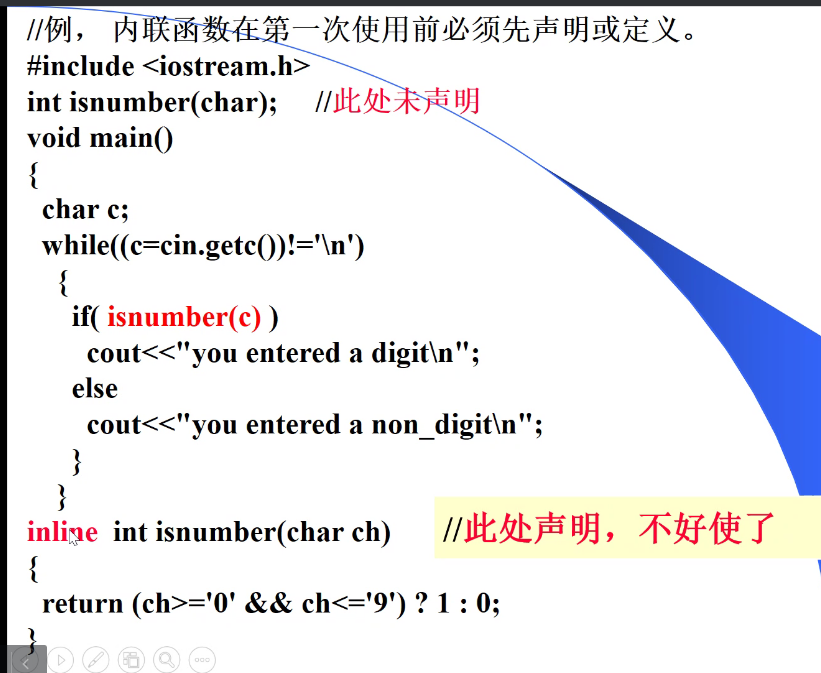 //例， 内联函数在第一次使用前必须先声明或定义。
#include <iostream.h>
int isnumber(char); //此处未声明
void main()
{
char c;
while((c=cin.getc())!='\n')
{
if( isnumber(c) )
cout<<"you entered a digit\n";
else
cout<<"you entered a non_digit\n";
}
}
inline int isnumber(char ch) //此处声明，不好使了
{
return (ch>='0' && ch<='9') ? 1 : 0;
}